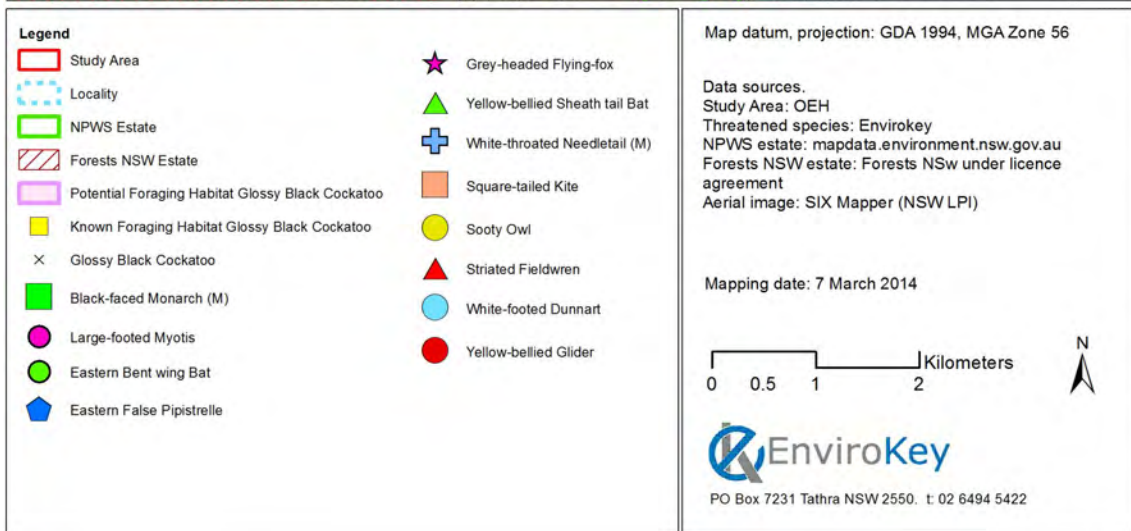 Legend
Study Area
Locality
NPWS Estate
Forests NSW Estate
Potential Foraging Habitat Glossy Black Cockatoo
Known Foraging Habitat Glossy Black Cockatoo
Glossy Black Cockatoo
Black-faced Monarch (M)
Large-footed Myotis
Eastern Bent wing Bat
Eastern False Pipistrelle
Grey-headed Flying-fox
Yellow-bellied Sheath tail Bat
White-throated Needletail (M)
Square-tailed Kite
Sooty Owl
Striated Fieldwren
White-footed Dunnart
Yellow-bellied Glider
Map datum, projection: GDA 1994, MGA Zone 56
Data sources.
Study Area: OEH
Threatened species: Envirokey
NPWS estate: mapdata.environment.nsw.gov.au
Forests NSW estate: Forests NSw under licence
agreement
Aerial image: SIX Mapper (NSW LPI)
Mapping date: 7 March 2014
Kilometers
0 0.5 1 2
N
EnviroKey
PO Box 7231 Tathra NSW 2550. t: 02 6494 5422